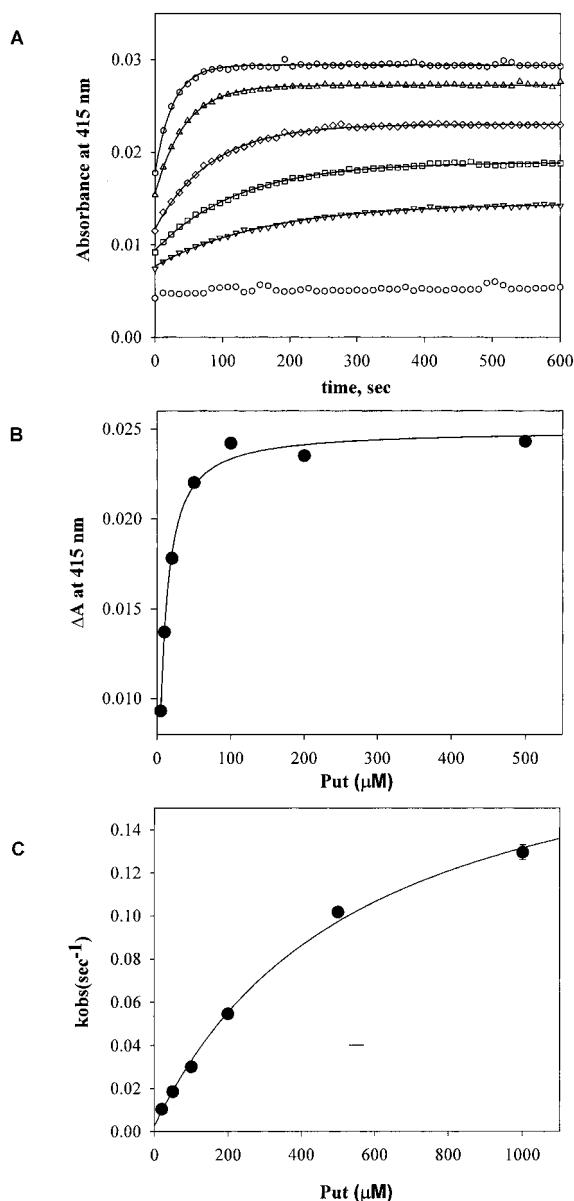 A
Absorbance at 415 nm
0.03
0.02
0.01
0.00
0 100 200 300 400 500 600
time, sec
B
ΔA at 415 nm
0.025
0.020
0.015
0.010
0 100 200 300 400 500
Put (μM)
C
kobs(sec⁻¹)
0.14
0.12
0.10
0.08
0.06
0.04
0.02
0.00
0 200 400 600 800 1000
Put (μM)